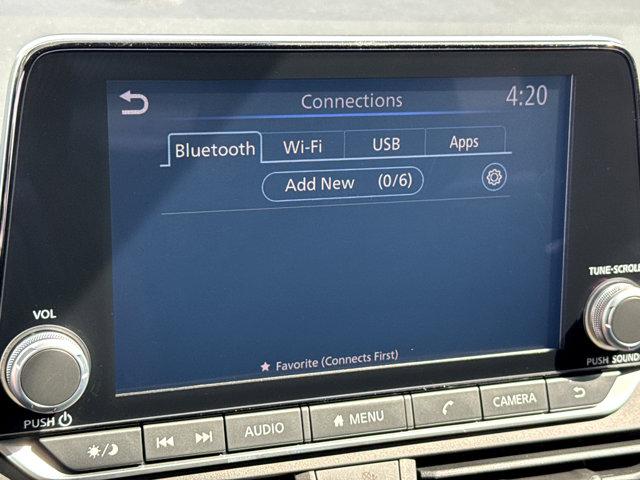 Connections
4:20
Bluetooth Wi-Fi USB Apps
Add New (0/6)
★ Favorite (Connects First)
VOL
PUSH
TUNE·SCROLL
PUSH SOUND
AUDIO MENU CAMERA